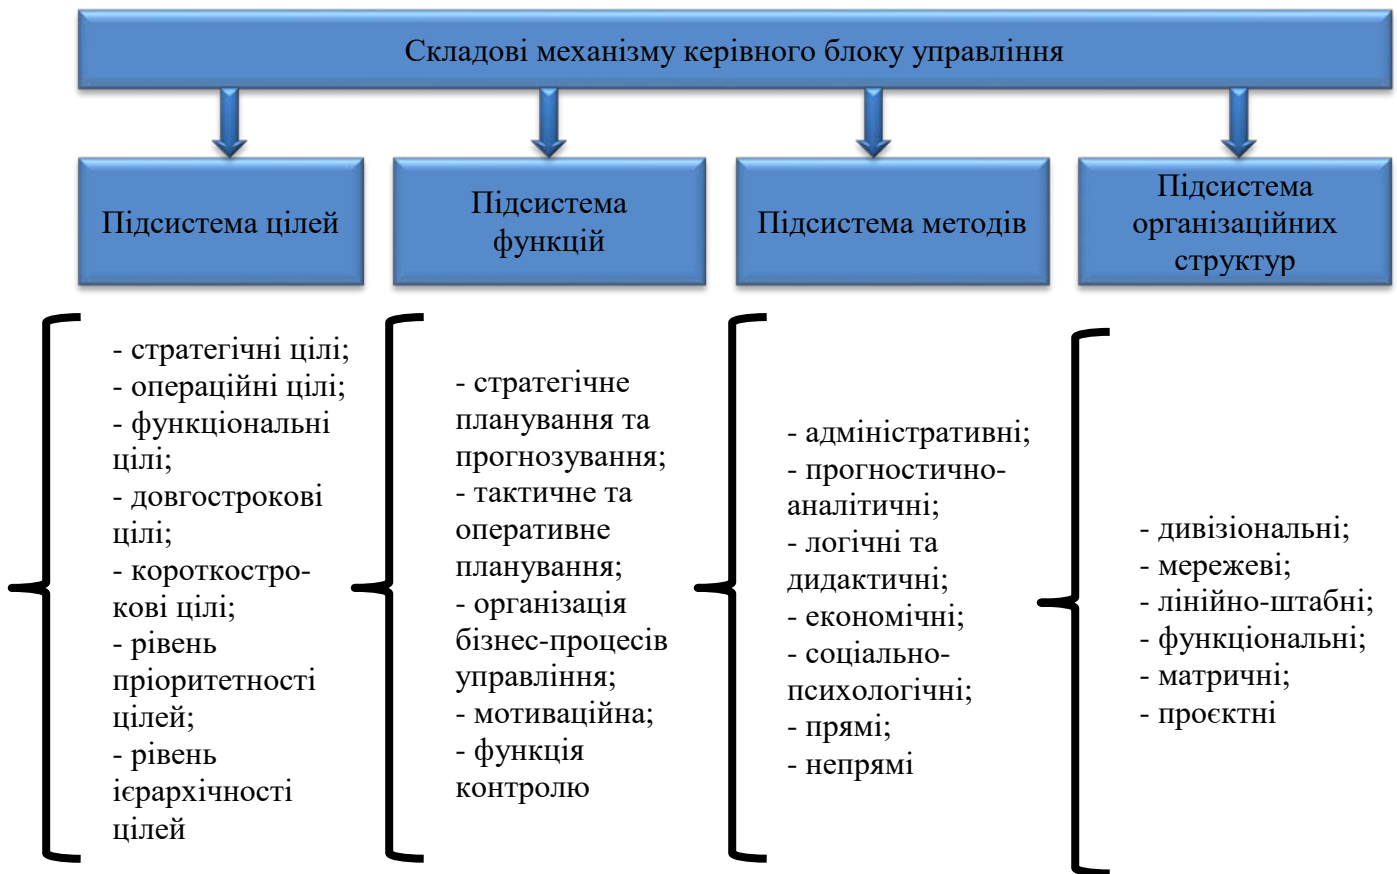 Складові механізму керівного блоку управління
Підсистема цілей
Підсистема
функцій
Підсистема методів
Підсистема
організаційних
структур
- стратегічні цілі;
- операційні цілі;
- функціональні
цілі;
- довгострокові
цілі;
- короткостро-
кові цілі;
- рівень
пріоритетності
цілей;
- рівень
ієрархічності
цілей
- стратегічне
планування та
прогнозування;
- тактичне та
оперативне
планування;
- організація
бізнес-процесів
управління;
- мотиваційна;
- функція
контролю
- адміністративні;
- прогностично-
аналітичні;
- логічні та
дидактичні;
- економічні;
- соціально-
психологічні;
- прямі;
- непрямі
- дивізіональні;
- мережеві;
- лінійно-штабні;
- функціональні;
- матричні;
- проєктні